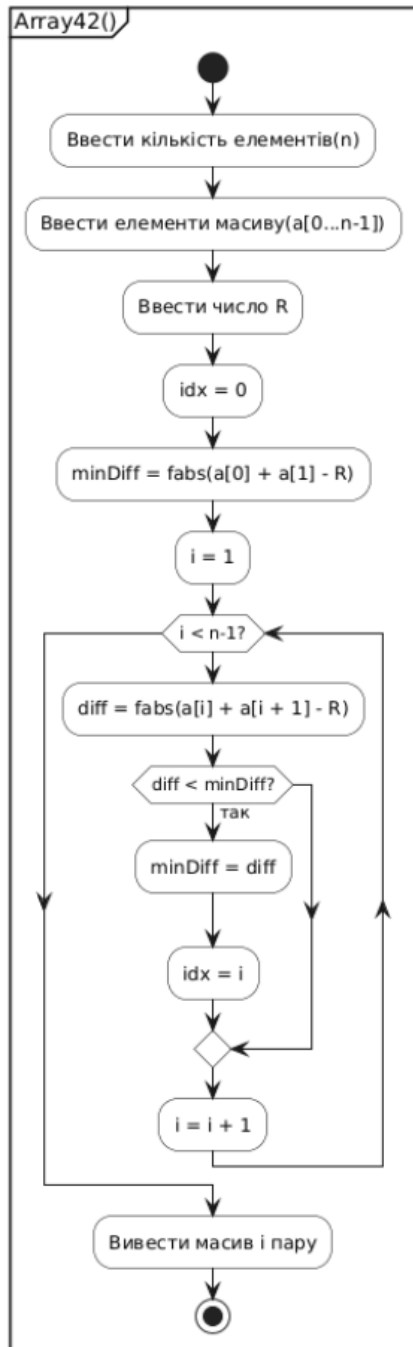 Array42()
Ввести кількість елементів(n)
Ввести елементи масиву(a[0...n-1])
Ввести число R
idx = 0
minDiff = fabs(a[0] + a[1] - R)
i = 1
i < n-1?
diff = fabs(a[i] + a[i + 1] - R)
diff < minDiff?
так
minDiff = diff
idx = i
i = i + 1
Вивести масив і пару